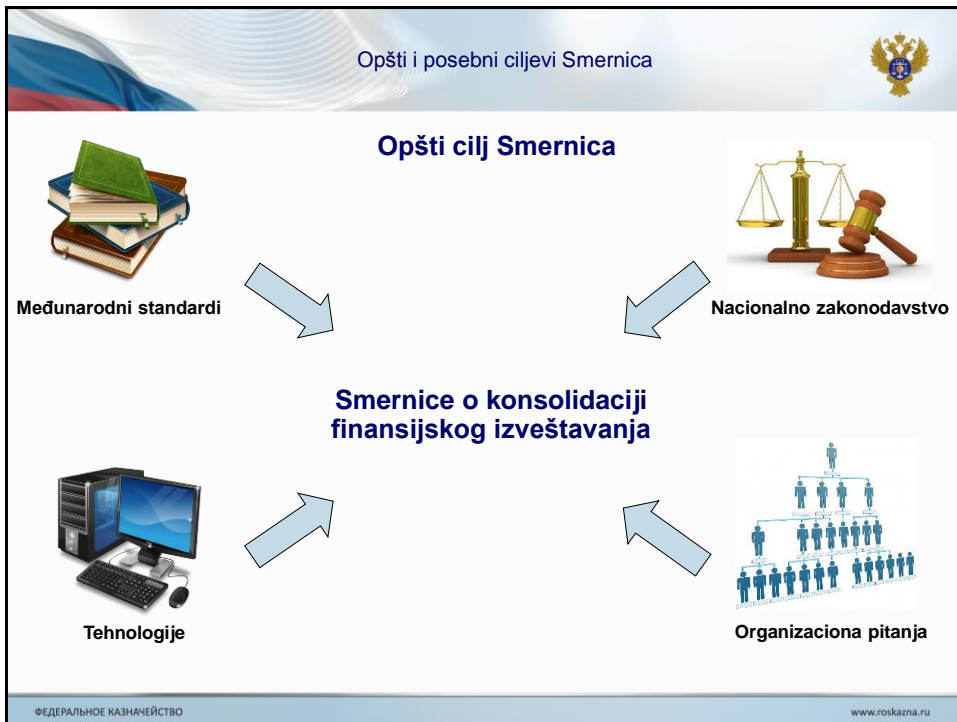 Opšti i posebni ciljevi Smernica
Opšti cilj Smernica
Međunarodni standardi
Nacionalno zakonodavstvo
Smernice o konsolidaciji
finansijskog izveštavanja
Tehnologije
Organizaciona pitanja
ФЕДЕРАЛЬНОЕ КАЗНАЧЕЙСТВО
www.roskazna.ru